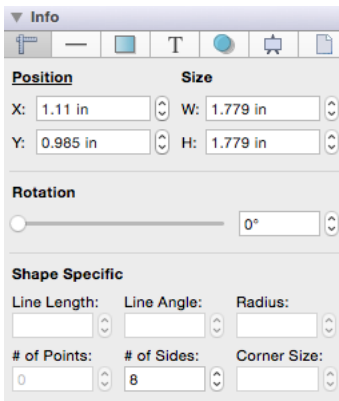 Info
T
Position Size
X: 1.11 in W: 1.779 in
Y: 0.985 in H: 1.779 in
Rotation
0°
Shape Specific
Line Length: Line Angle: Radius:
# of Points: # of Sides: Corner Size:
0 8